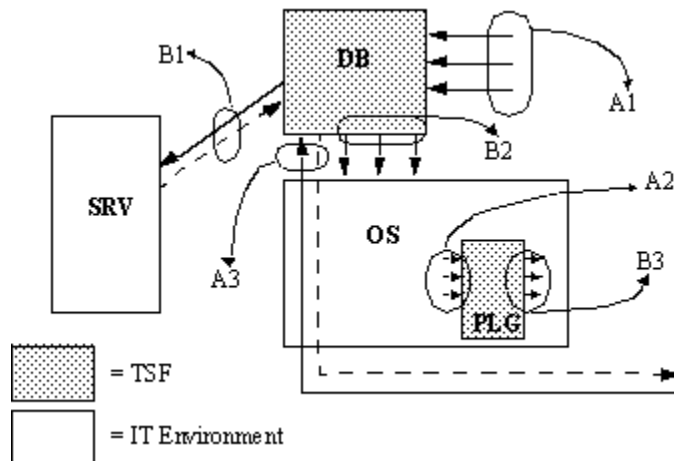 DB
B1
A1
B2
SRV
A2
OS
A3
B3
PLG
= TSF
= IT Environment